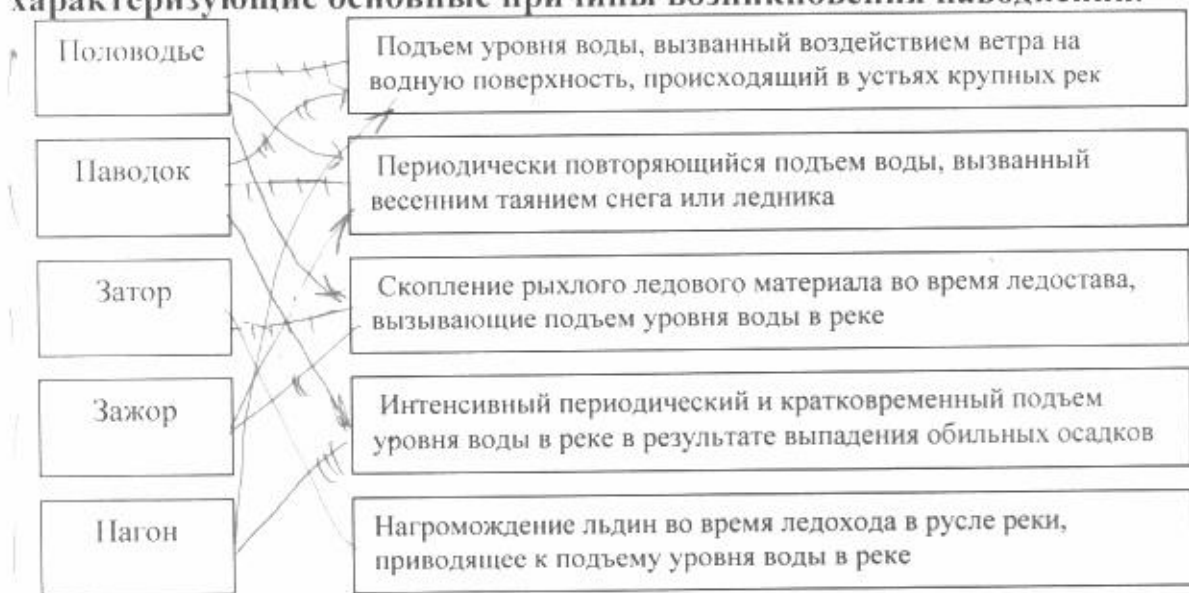 характеризующие основные причины возникновения наводнений.
Половодье
Подъем уровня воды, вызванный воздействием ветра на
водную поверхность, происходящий в устьях крупных рек
Паводок
Периодически повторяющийся подъем воды, вызванный
весенним таянием снега или ледника
Затор
Скопление рыхлого ледового материала во время ледостава,
вызывающие подъем уровня воды в реке
Зажор
Интенсивный периодический и кратковременный подъем
уровня воды в реке в результате выпадения обильных осадков
Нагон
Нагромождение льдин во время ледохода в русле реки,
приводящее к подъему уровня воды в реке